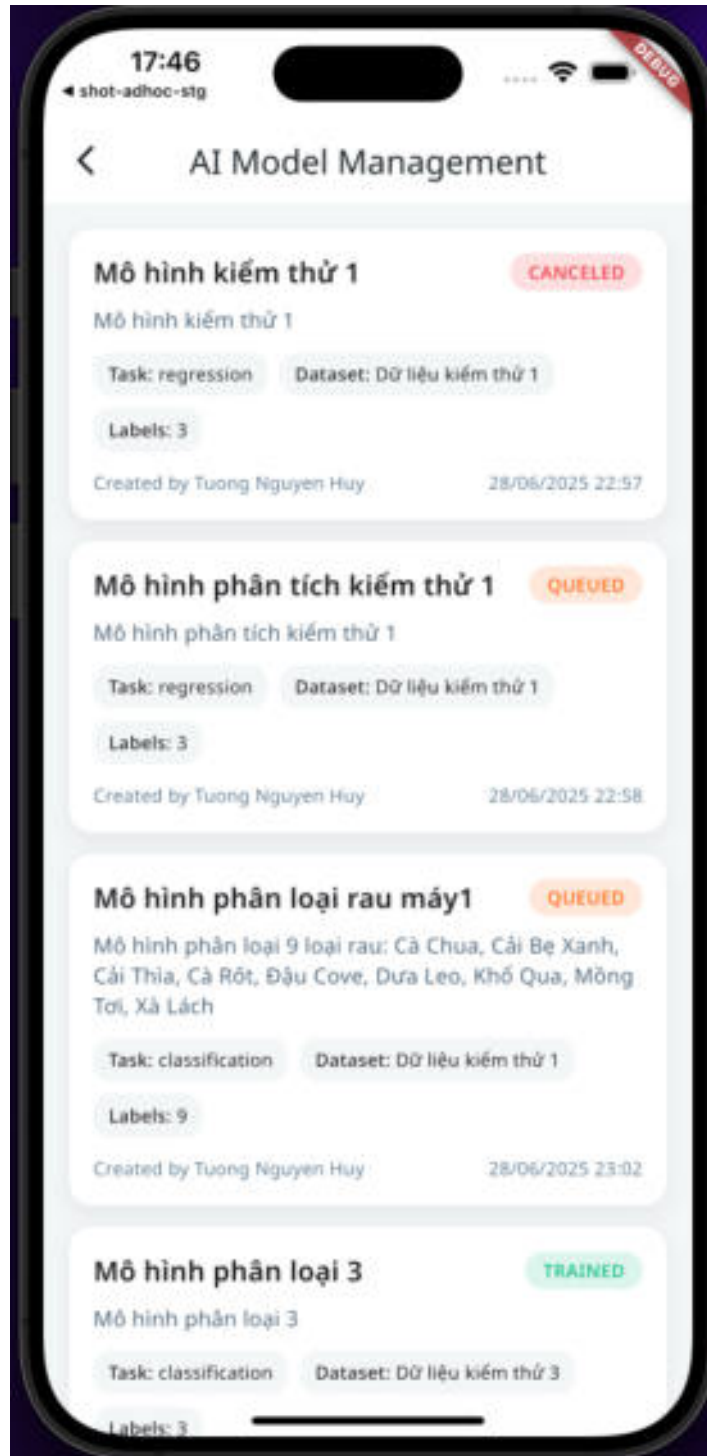 17:46
◀ shot-adhoc-stg
DEBUG
AI Model Management
Mô hình kiểm thử 1
CANCELED
Mô hình kiểm thử 1
Task: regression
Dataset: Dữ liệu kiểm thử 1
Labels: 3
Created by Tuong Nguyen Huy
28/06/2025 22:57
Mô hình phân tích kiểm thử 1
QUEUED
Mô hình phân tích kiểm thử 1
Task: regression
Dataset: Dữ liệu kiểm thử 1
Labels: 3
Created by Tuong Nguyen Huy
28/06/2025 22:58
Mô hình phân loại rau máy1
QUEUED
Mô hình phân loại 9 loại rau: Cà Chua, Cải Bẹ Xanh,
Cải Thìa, Cà Rốt, Đậu Cove, Dưa Leo, Khổ Qua, Mồng
Tơi, Xà Lách
Task: classification
Dataset: Dữ liệu kiểm thử 1
Labels: 9
Created by Tuong Nguyen Huy
28/06/2025 23:02
Mô hình phân loại 3
TRAINED
Mô hình phân loại 3
Task: classification
Dataset: Dữ liệu kiểm thử 3
Labels: 3